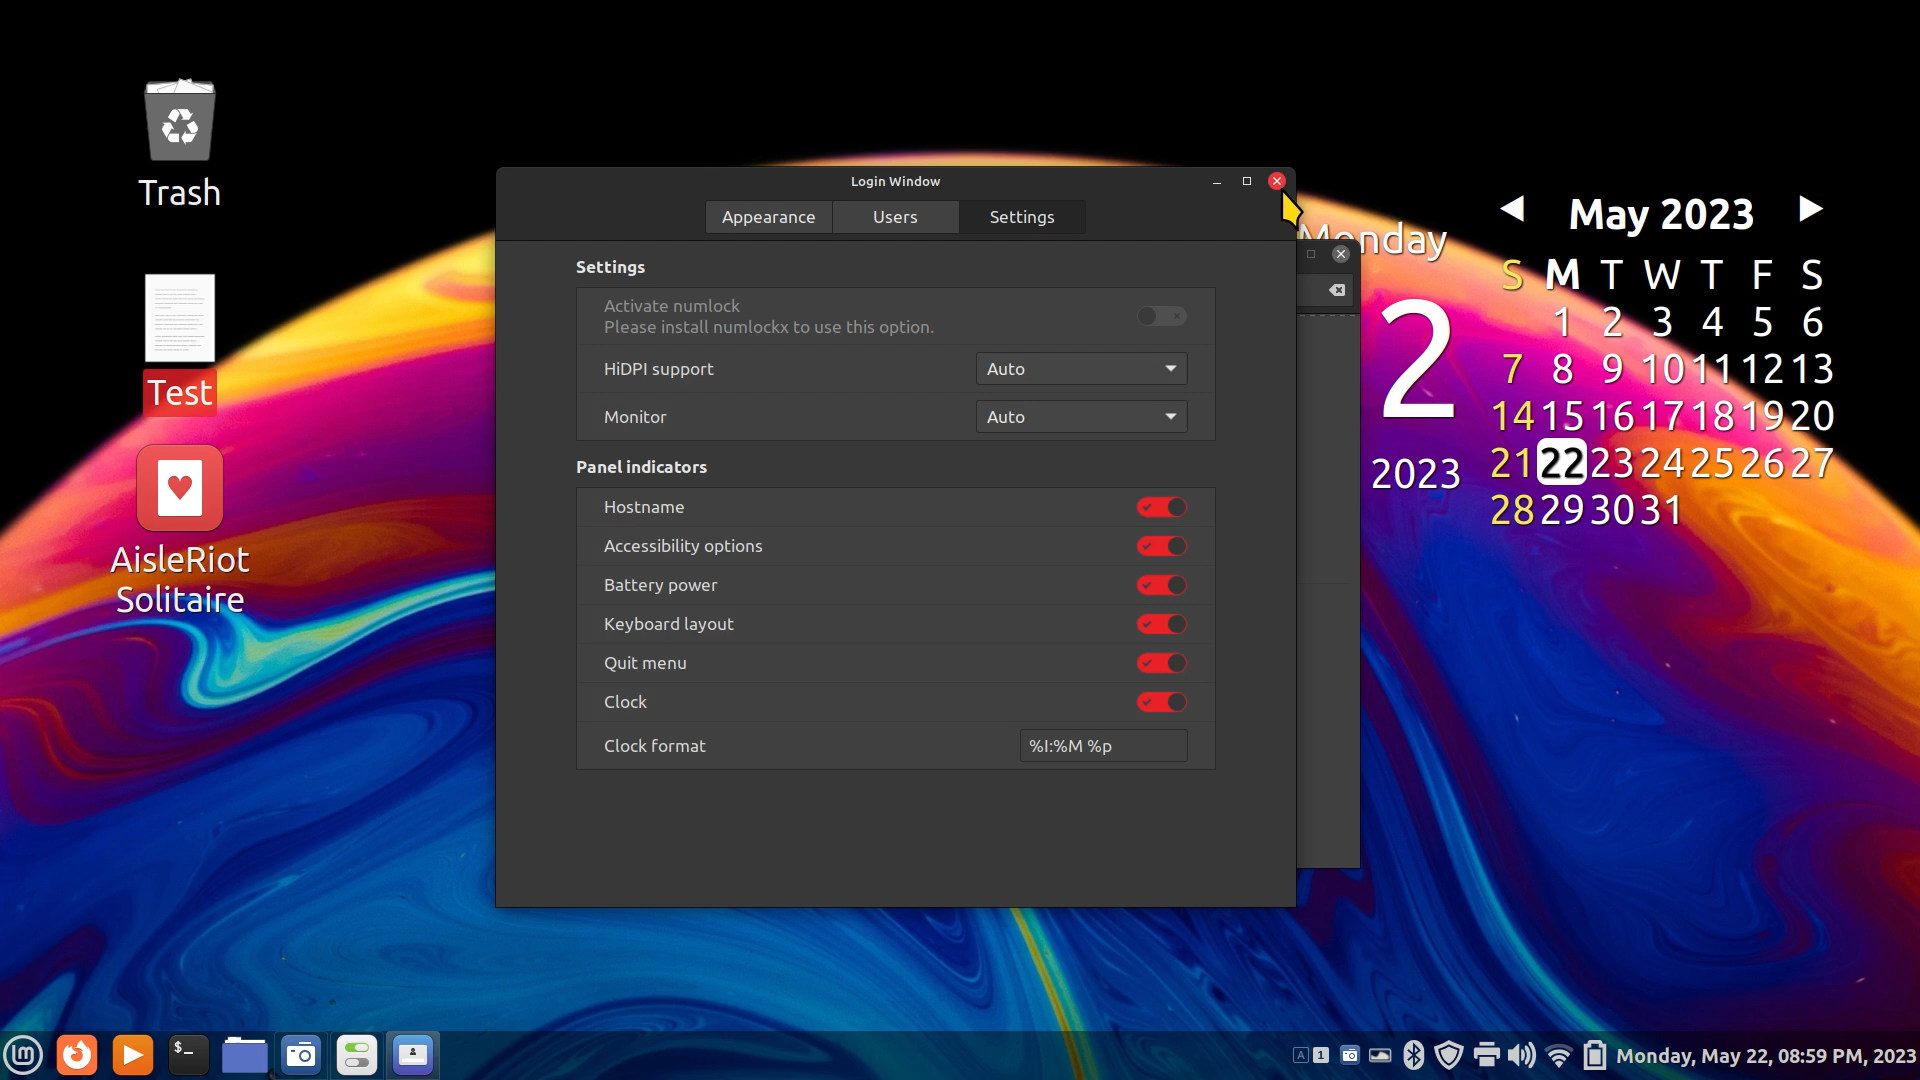 Trash
Test
AisleRiot
Solitaire
Login Window
Appearance
Users
Settings
Settings
Activate numlock
Please install numlockx to use this option.
HiDPI support
Auto
Monitor
Auto
Panel indicators
Hostname
Accessibility options
Battery power
Keyboard layout
Quit menu
Clock
Clock format
%I:%M %p
Monday
2
2023
May 2023
S M T W T F S
1 2 3 4 5 6
7 8 9 10 11 12 13
14 15 16 17 18 19 20
21 22 23 24 25 26 27
28 29 30 31
$_
A 1
Monday, May 22, 08:59 PM, 2023